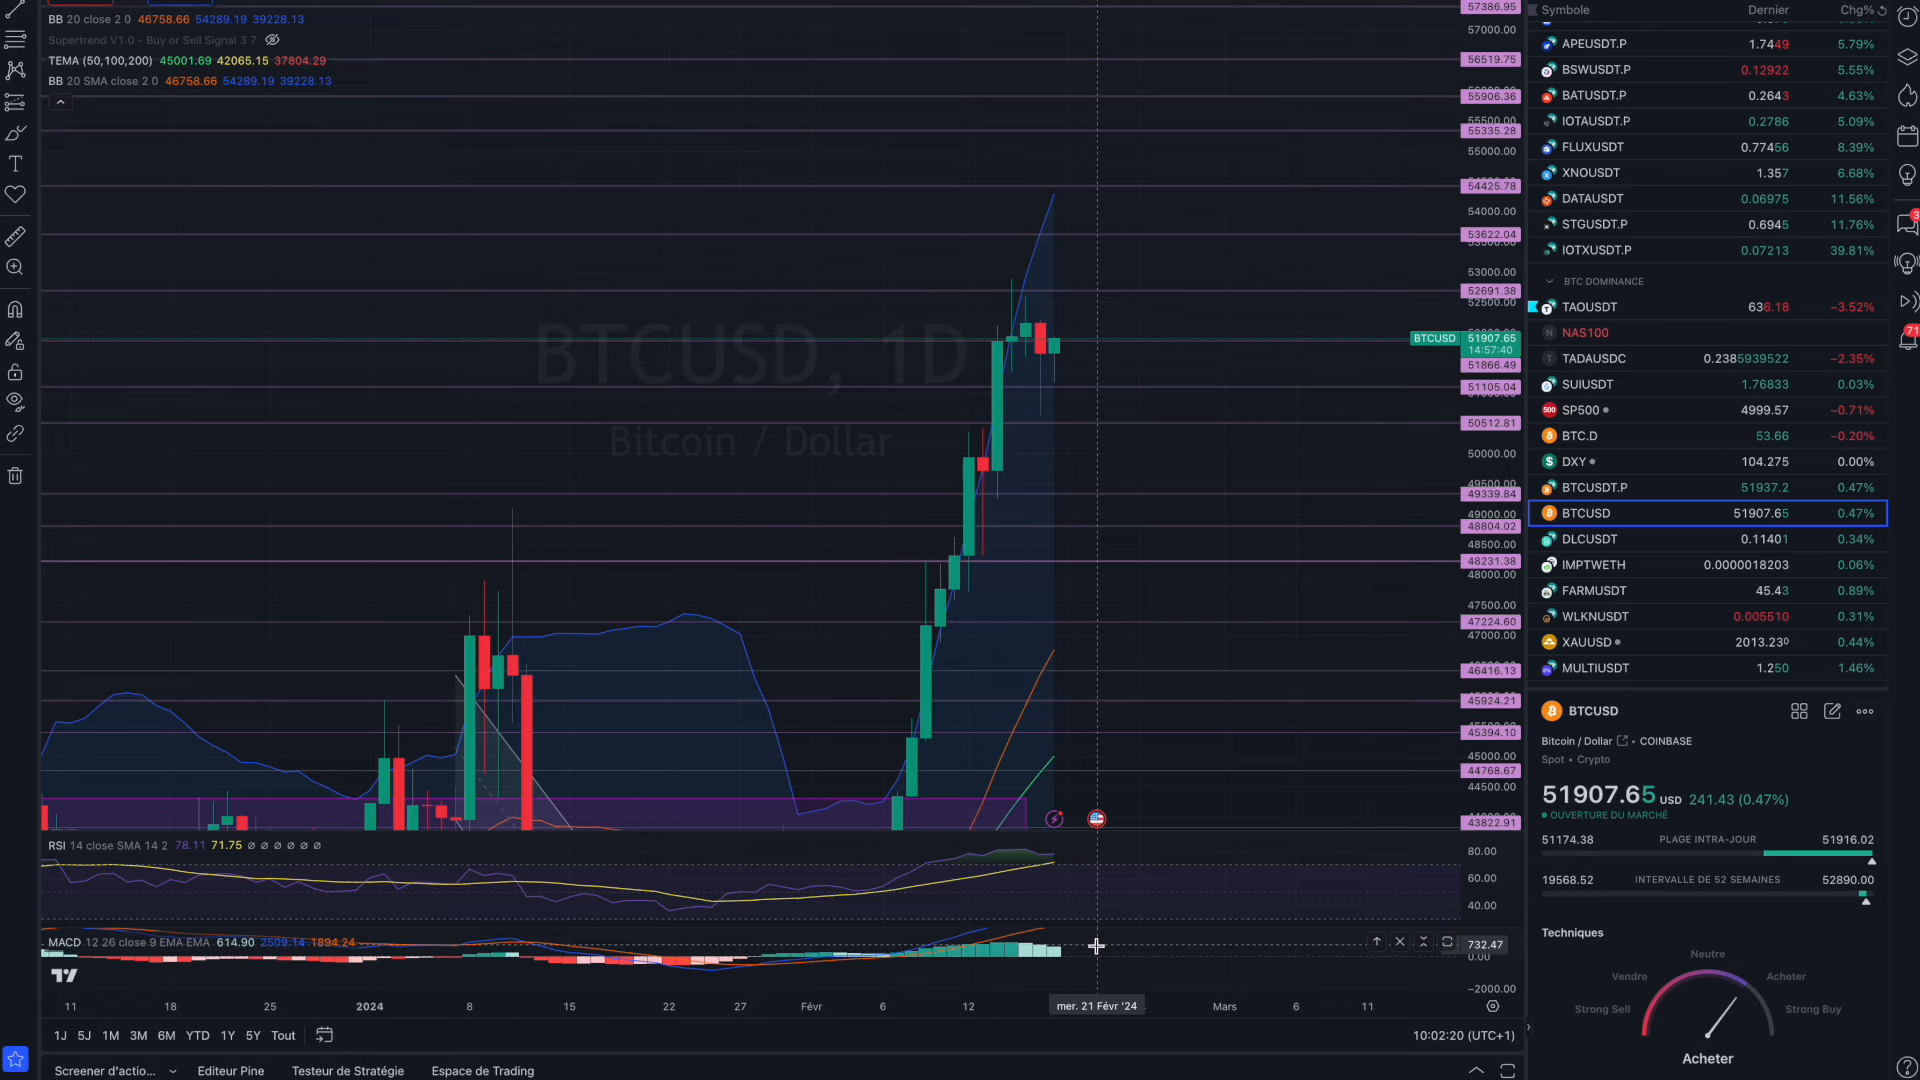 BB 20 close 2 0 46758.66 54289.19 39228.13
Supertrend V1.0 - Buy or Sell Signal 3 7
TEMA (50,100,200) 45001.69 42065.15 37804.29
BB 20 SMA close 2 0 46758.66 54289.19 39228.13
BTCUSD, 1D
Bitcoin / Dollar
57386.95
57000.00
56519.75
55906.36
55500.00
55335.28
55000.00
54425.78
54000.00
53622.04
53500.00
53000.00
52691.38
52500.00
BTCUSD 51907.65
14:57:40
51866.49
51105.04
50512.81
50000.00
49500.00
49339.84
49000.00
48804.02
48500.00
48231.38
48000.00
47500.00
47224.60
47000.00
46416.13
45924.21
45394.10
45000.00
44768.67
44500.00
43822.91
RSI 14 close SMA 14 2 78.11 71.75 ∅ ∅ ∅ ∅ ∅ ∅
80.00
60.00
40.00
MACD 12 26 close 9 EMA EMA 614.90 2509.14 1894.24
732.47
0.00
−2000.00
11 18 25 2024 8 15 22 27 Févr 6 12 mer. 21 Févr '24 Mars 6 11
1J 5J 1M 3M 6M YTD 1Y 5Y Tout
10:02:20 (UTC+1)
Screener d'actio... Editeur Pine Testeur de Stratégie Espace de Trading
Symbole Dernier Chg%
APEUSDT.P 1.7449 5.79%
BSWUSDT.P 0.12922 5.55%
BATUSDT.P 0.2643 4.63%
IOTAUSDT.P 0.2786 5.09%
FLUXUSDT 0.77456 8.39%
XNOUSDT 1.357 6.68%
DATAUSDT 0.06975 11.56%
STGUSDT.P 0.6945 11.76%
IOTXUSDT.P 0.07213 39.81%
BTC DOMINANCE
TAOUSDT 636.18 −3.52%
N NAS100
T TADAUSDC 0.2385939522 −2.35%
SUIUSDT 1.76833 0.03%
500 SP500 4999.57 −0.71%
BTC.D 53.66 −0.20%
DXY 104.275 0.00%
BTCUSDT.P 51937.2 0.47%
BTCUSD 51907.65 0.47%
DLCUSDT 0.11401 0.34%
IMPTWETH 0.0000018203 0.06%
FARMUSDT 45.43 0.89%
WLKNUSDT 0.005510 0.31%
XAUUSD 2013.230 0.44%
MULTIUSDT 1.250 1.46%
BTCUSD
Bitcoin / Dollar • COINBASE
Spot • Crypto
51907.65 USD 241.43 (0.47%)
OUVERTURE DU MARCHÉ
51174.38 PLAGE INTRA-JOUR 51916.02
19568.52 INTERVALLE DE 52 SEMAINES 52890.00
Techniques
Neutre
Vendre Acheter
Strong Sell Strong Buy
Acheter
3
71